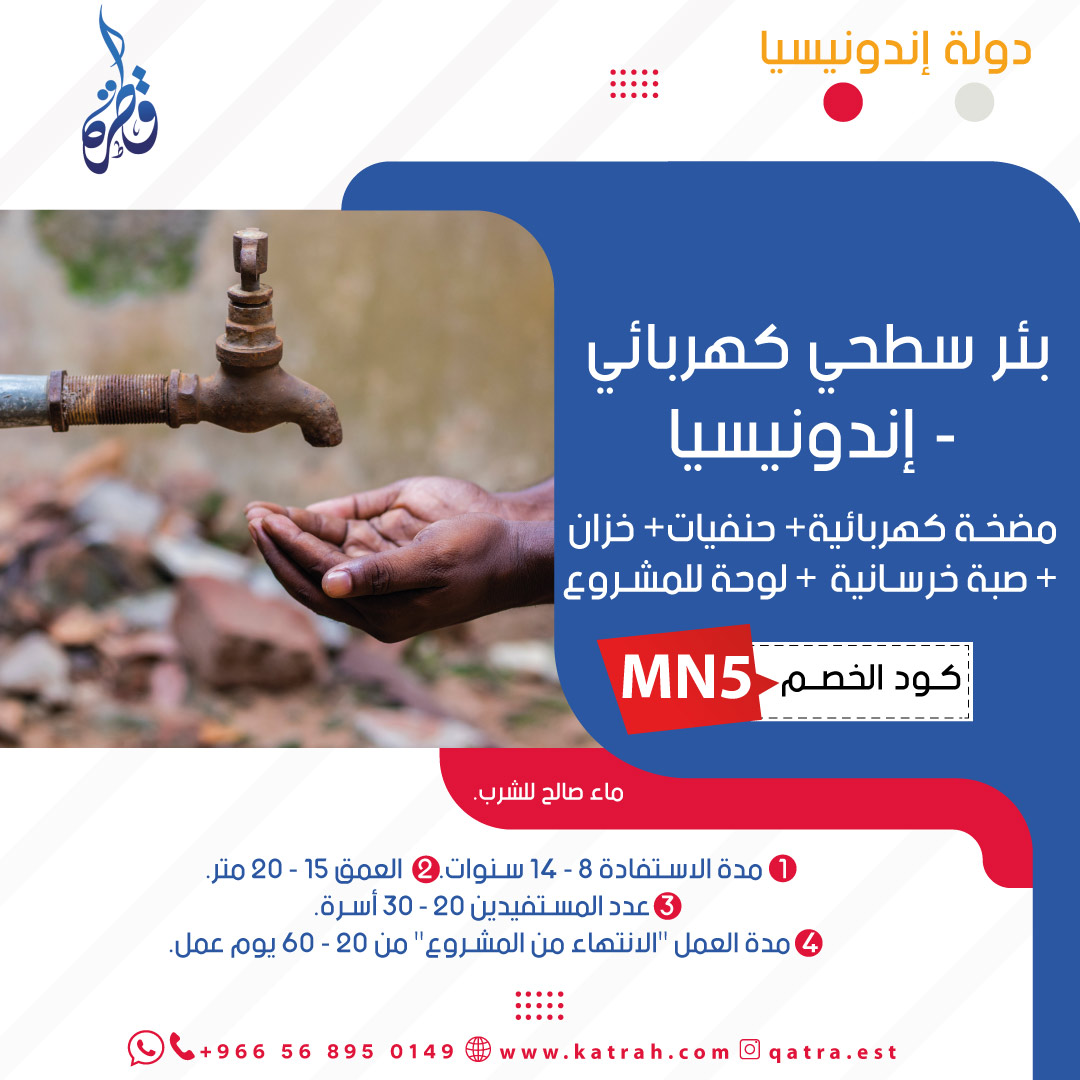 قطرة
دولة إندونيسيا
بئر سطحي كهربائي
- إندونيسيا
مضخة كهربائية+ حنفيات+ خزان
+ صبة خرسانية + لوحة للمشروع
كود الخصم
MN5
ماء صالح للشرب.
1 مدة الاستفادة 8 - 14 سنوات. 2 العمق 15 - 20 متر.
3 عدد المستفيدين 20 - 30 أسرة.
4 مدة العمل "الانتهاء من المشروع" من 20 - 60 يوم عمل.
+966 56 895 0149 www.katrah.com qatra.est